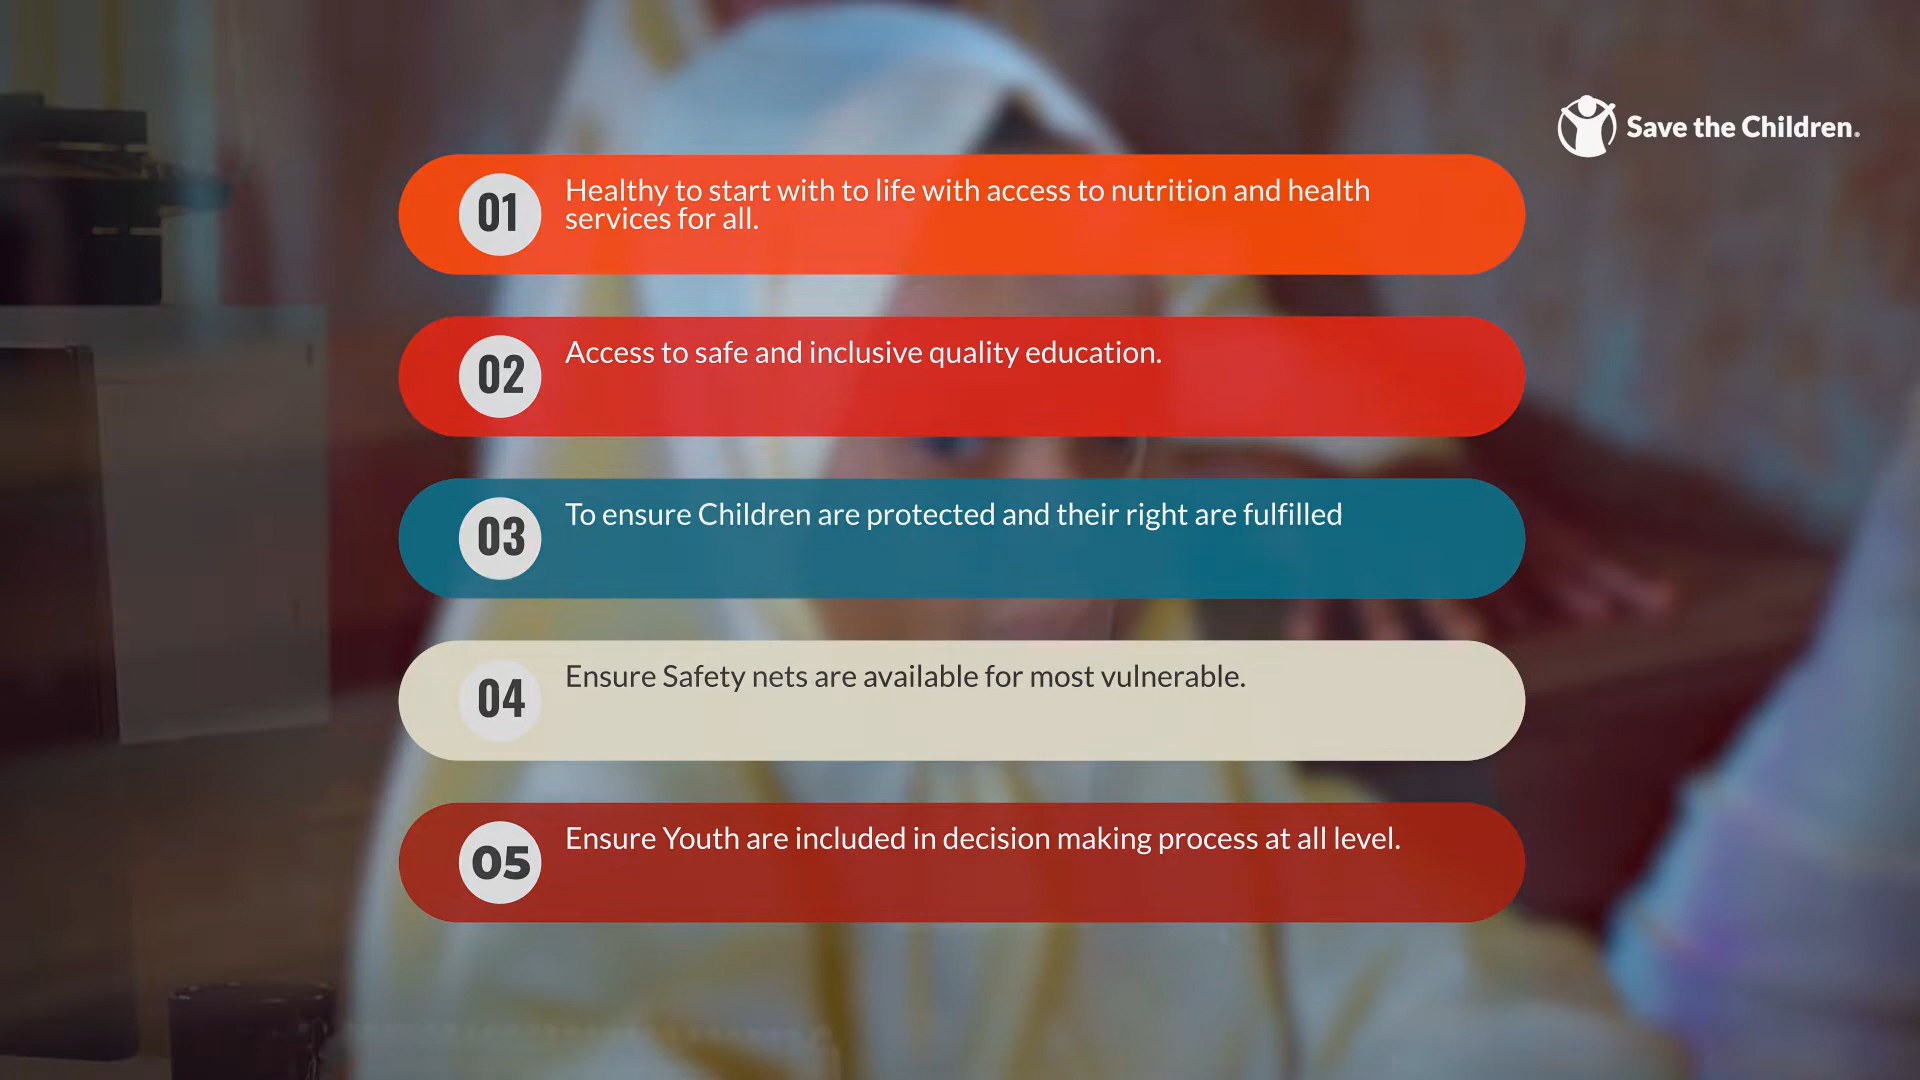 Save the Children.
01
Healthy to start with to life with access to nutrition and health
services for all.
02
Access to safe and inclusive quality education.
03
To ensure Children are protected and their right are fulfilled
04
Ensure Safety nets are available for most vulnerable.
05
Ensure Youth are included in decision making process at all level.